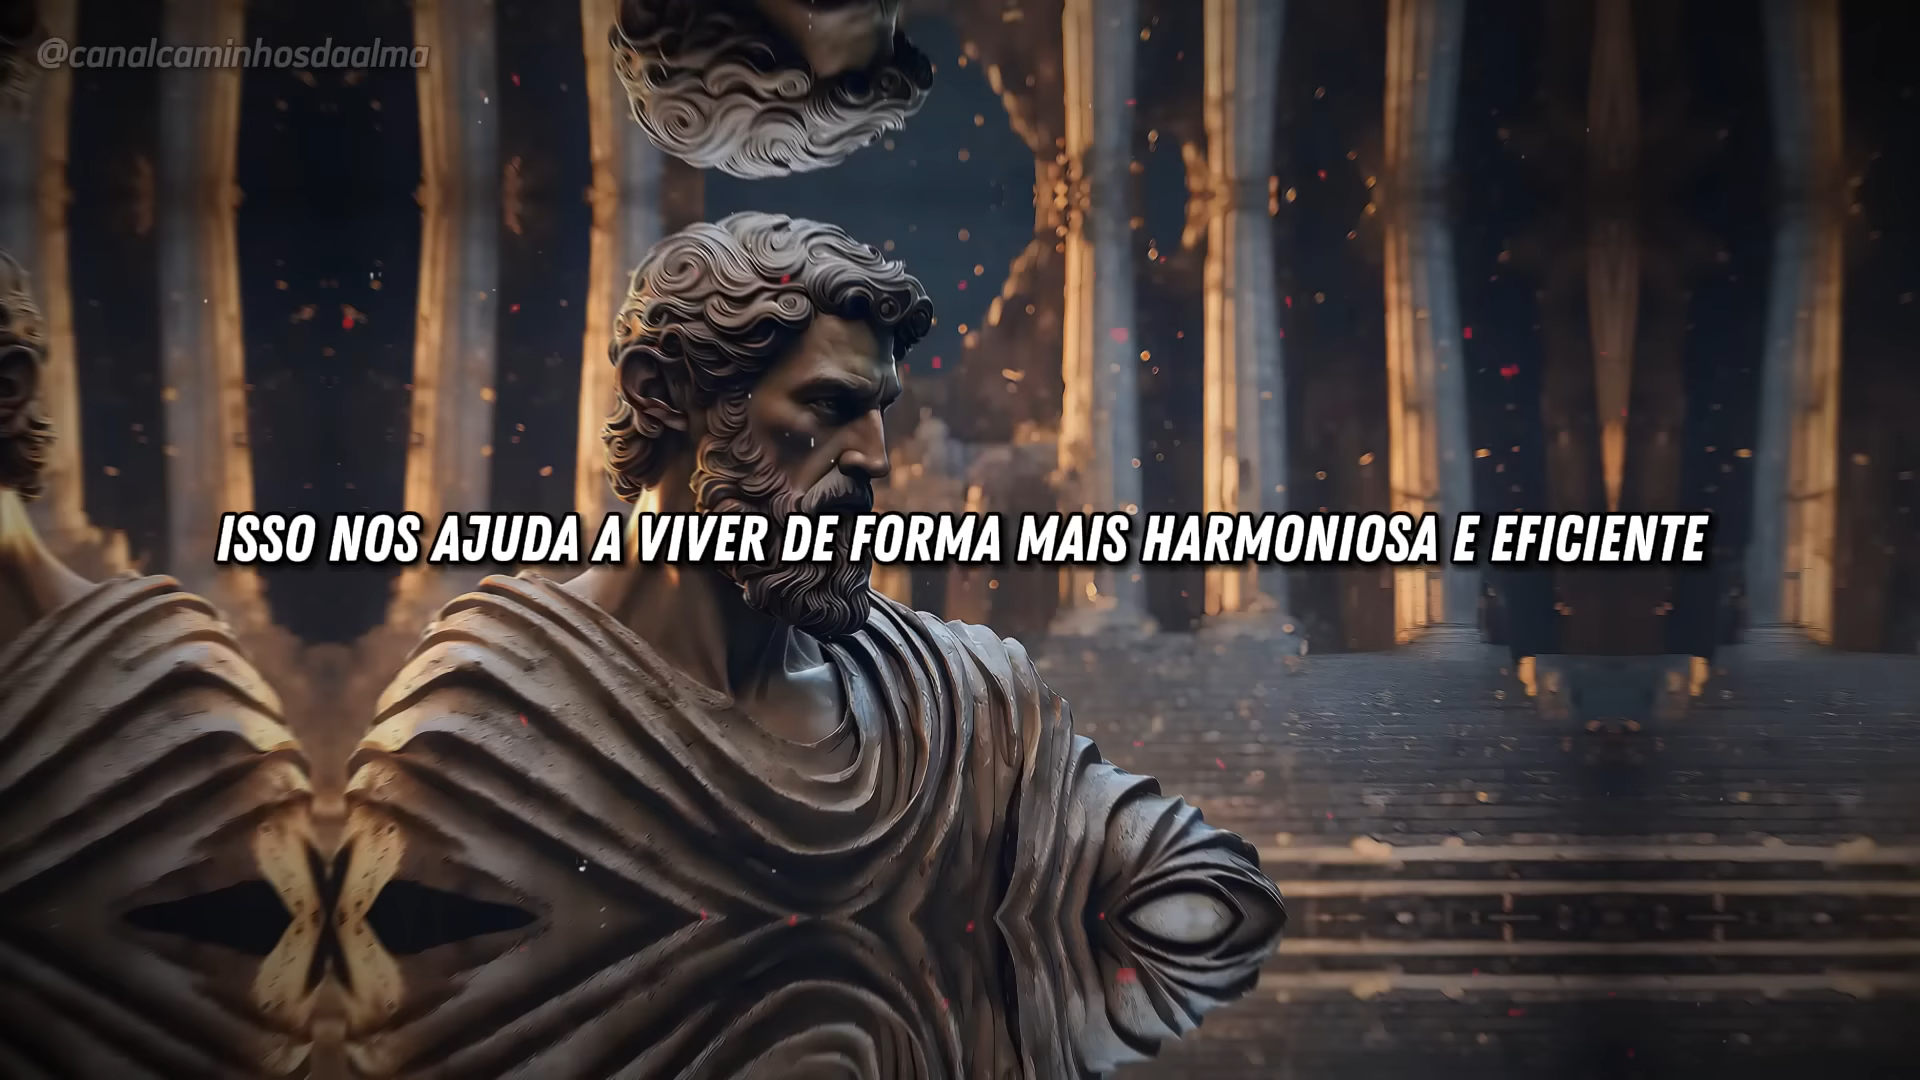 @canalcaminhosdaalma
ISSO NOS AJUDA A VIVER DE FORMA MAIS HARMONIOSA E EFICIENTE